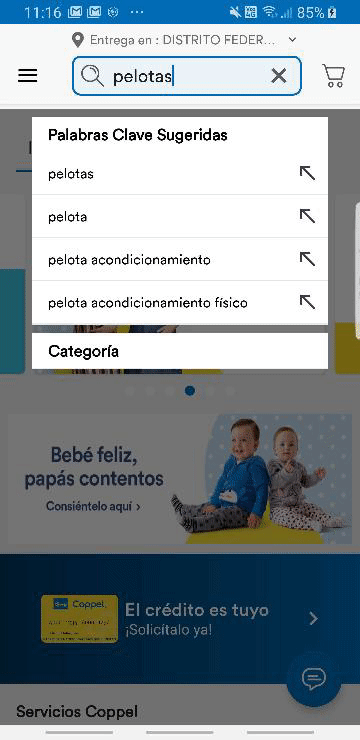 11:16
85%
Entrega en : DISTRITO FEDER...
pelotas
Palabras Clave Sugeridas
pelotas
pelota
pelota acondicionamiento
pelota acondicionamiento físico
Categoría
Bebé feliz,
papás contentos
Consiéntelo aquí ›
Coppel
El crédito es tuyo
¡Solicítalo ya!
Servicios Coppel